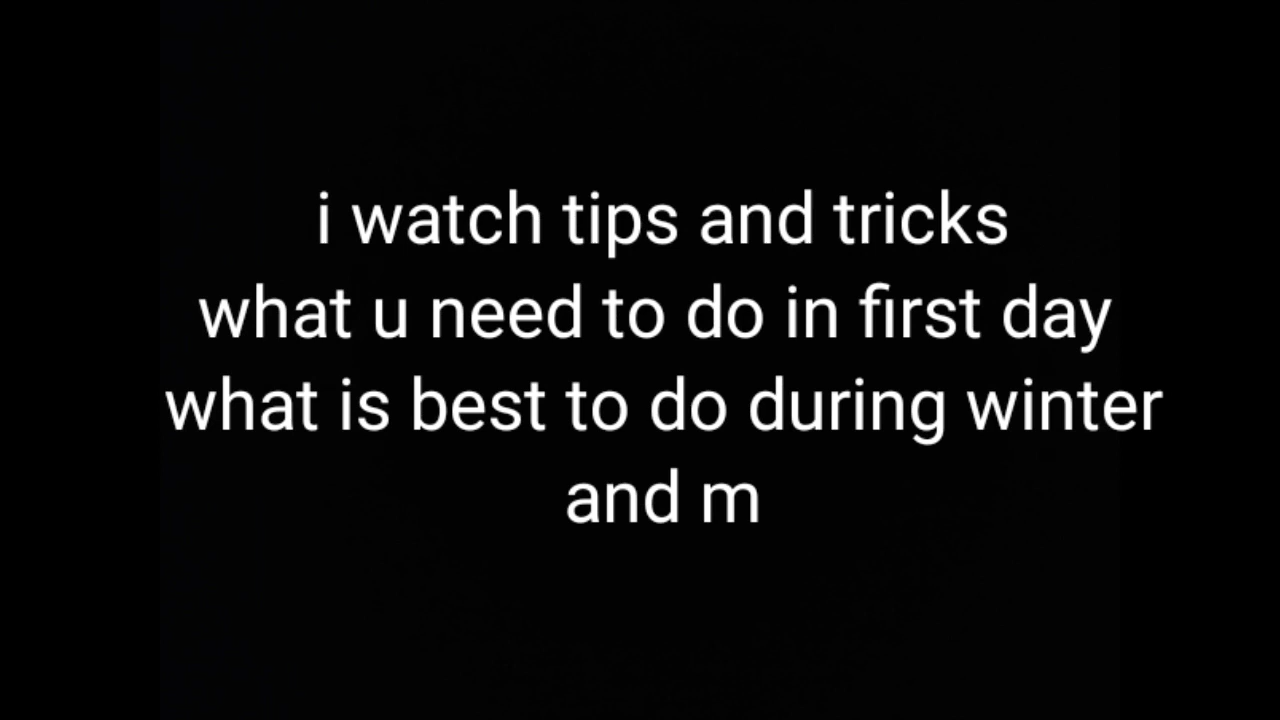 i watch tips and tricks
what u need to do in first day
what is best to do during winter
and m